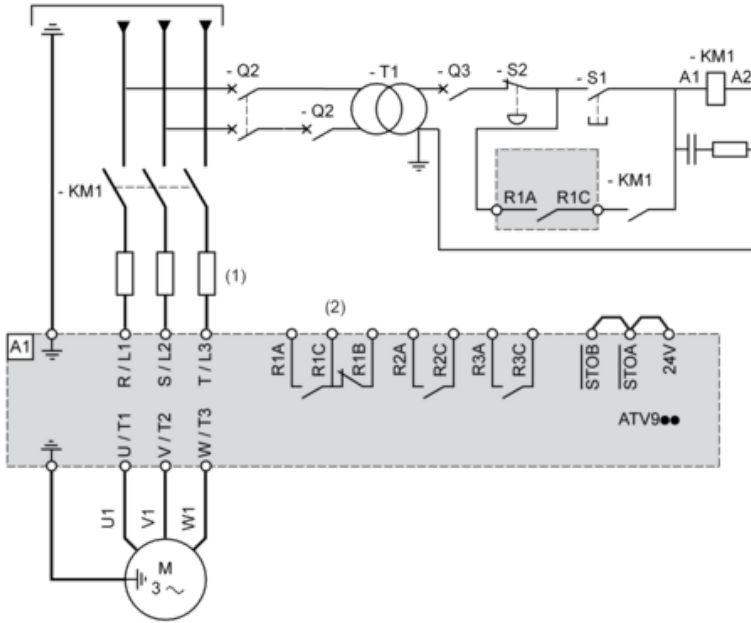 - Q2
- T1
- Q3
- S2
- S1
- KM1
A1
A2
- Q2
- KM1
R1A
R1C
- KM1
(1)
(2)
A1
R / L1
S / L2
T / L3
R1A
R1C
R1B
R2A
R2C
R3A
R3C
STOB
STOA
24V
U / T1
V / T2
W / T3
ATV9●●
U1
V1
W1
M
3 ~